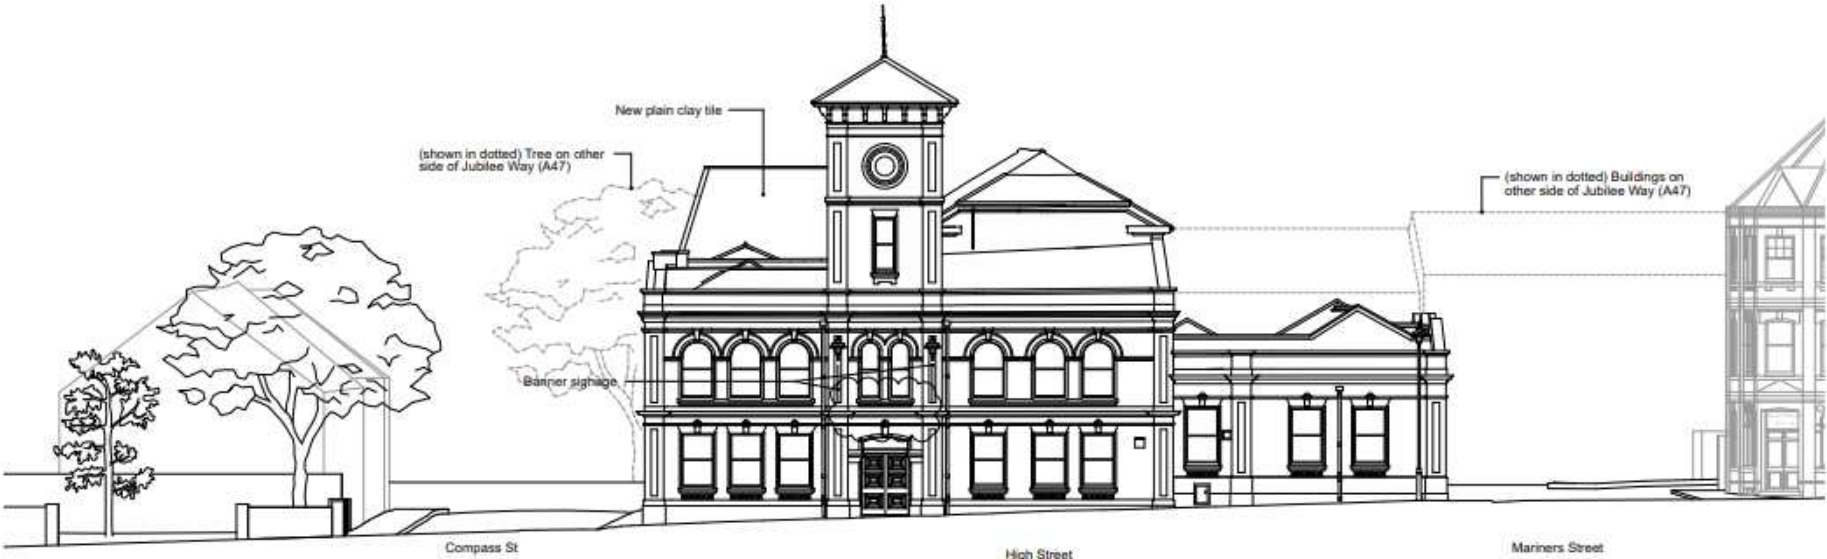 New plain clay tile
(shown in dotted) Tree on other
side of Jubilee Way (A47)
(shown in dotted) Buildings on
other side of Jubilee Way (A47)
Banner signage
Compass St
High Street
Mariners Street